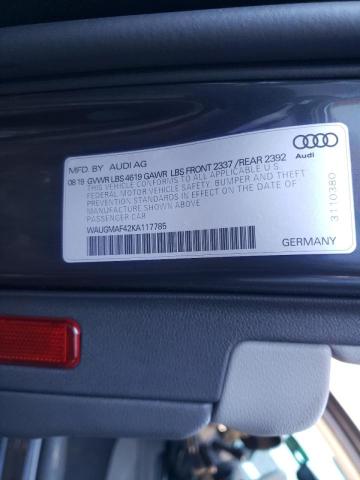 MFD. BY AUDI AG
08 19 GVWR LBS 4619 GAWR LBS FRONT 2337 / REAR 2392
THIS VEHICLE CONFORMS TO ALL APPLICABLE
FEDERAL MOTOR VEHICLE SAFETY, BUMPER AND THEFT
PREVENTION STANDARDS IN EFFECT ON THE DATE OF
MANUFACTURE SHOWN ABOVE.
PASSENGER CAR
WAUGMAF42KA117785
Audi
3110380
GERMANY